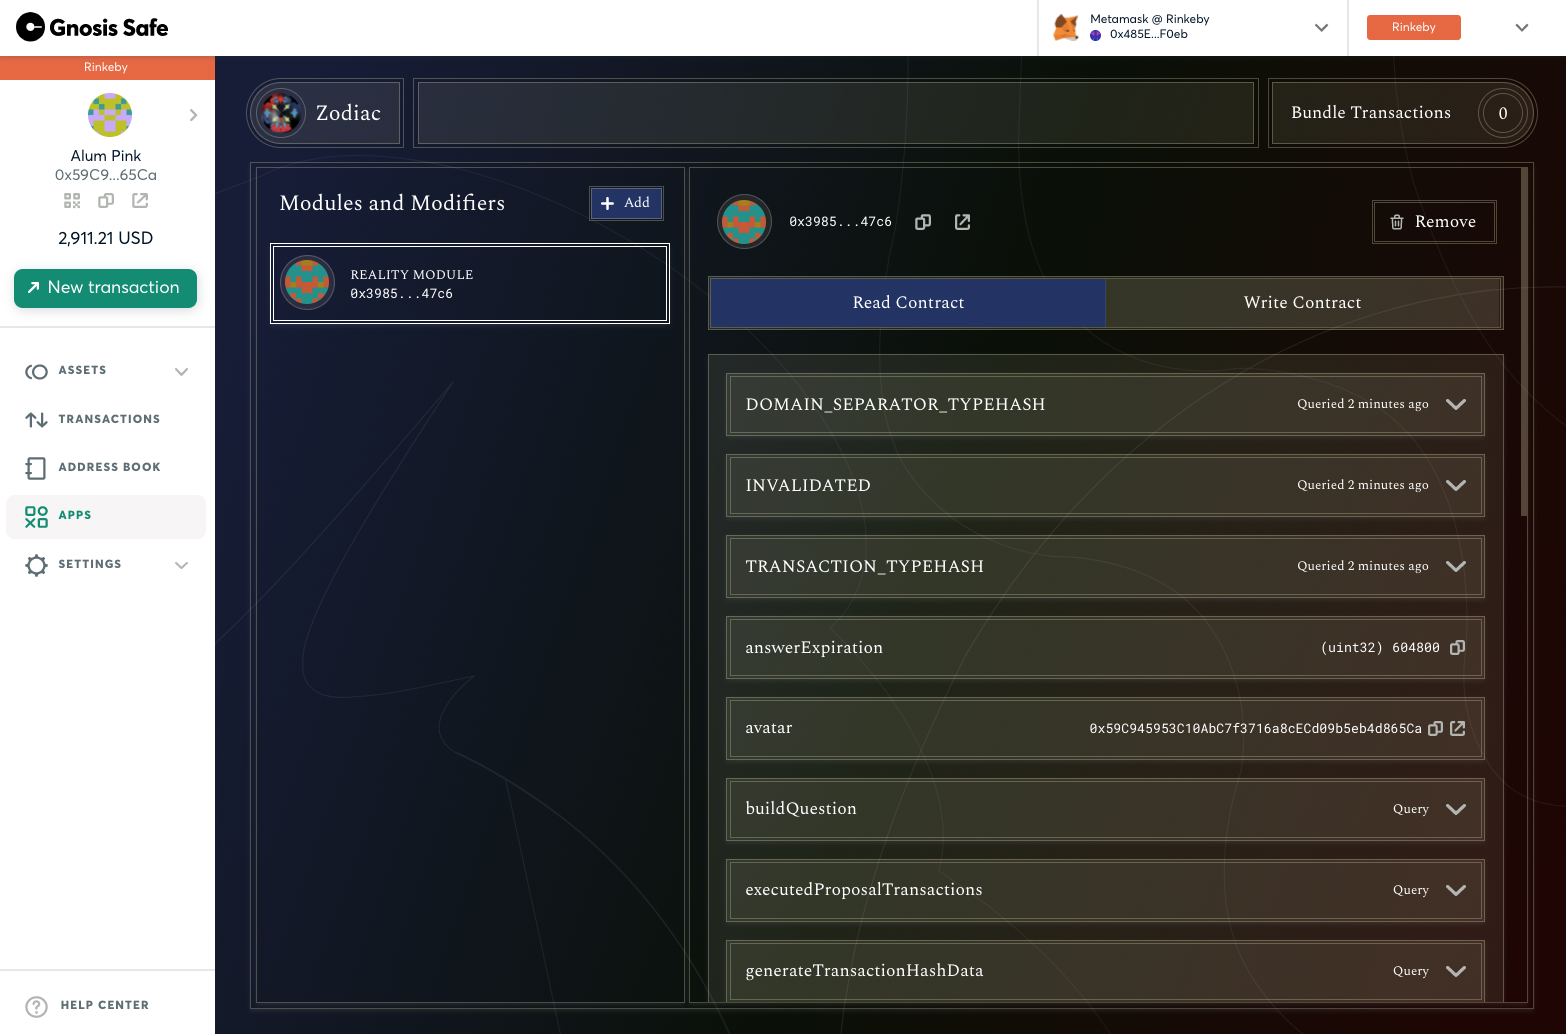 Gnosis Safe
Metamask @ Rinkeby
0x485E...F0eb
Rinkeby
Rinkeby
Alum Pink
0x59C9...65Ca
2,911.21 USD
New transaction
ASSETS
TRANSACTIONS
ADDRESS BOOK
APPS
SETTINGS
HELP CENTER
Zodiac
Bundle Transactions 0
Modules and Modifiers
Add
REALITY MODULE
0x3985...47c6
0x3985...47c6
Remove
Read Contract
Write Contract
DOMAIN_SEPARATOR_TYPEHASH Queried 2 minutes ago
INVALIDATED Queried 2 minutes ago
TRANSACTION_TYPEHASH Queried 2 minutes ago
answerExpiration (uint32) 604800
avatar 0x59C945953C10AbC7f3716a8cECd09b5eb4d865Ca
buildQuestion Query
executedProposalTransactions Query
generateTransactionHashData Query